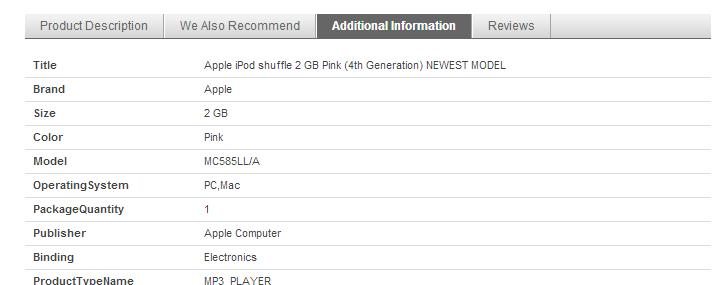 Product Description We Also Recommend Additional Information Reviews
Title Apple iPod shuffle 2 GB Pink (4th Generation) NEWEST MODEL
Brand Apple
Size 2 GB
Color Pink
Model MC585LL/A
OperatingSystem PC,Mac
PackageQuantity 1
Publisher Apple Computer
Binding Electronics
ProductTypeName MP3_PLAYER